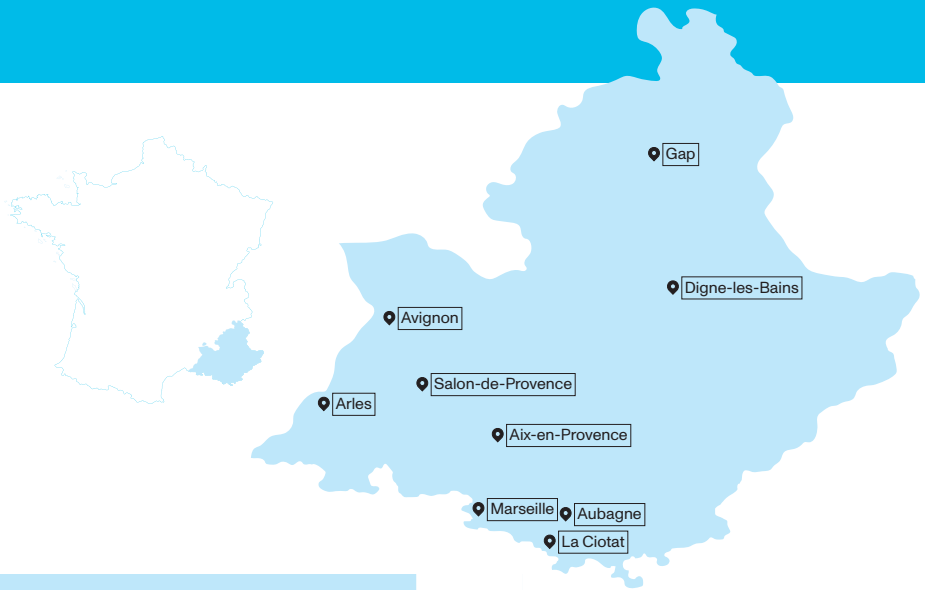 Gap
Digne-les-Bains
Avignon
Salon-de-Provence
Arles
Aix-en-Provence
Marseille
Aubagne
La Ciotat